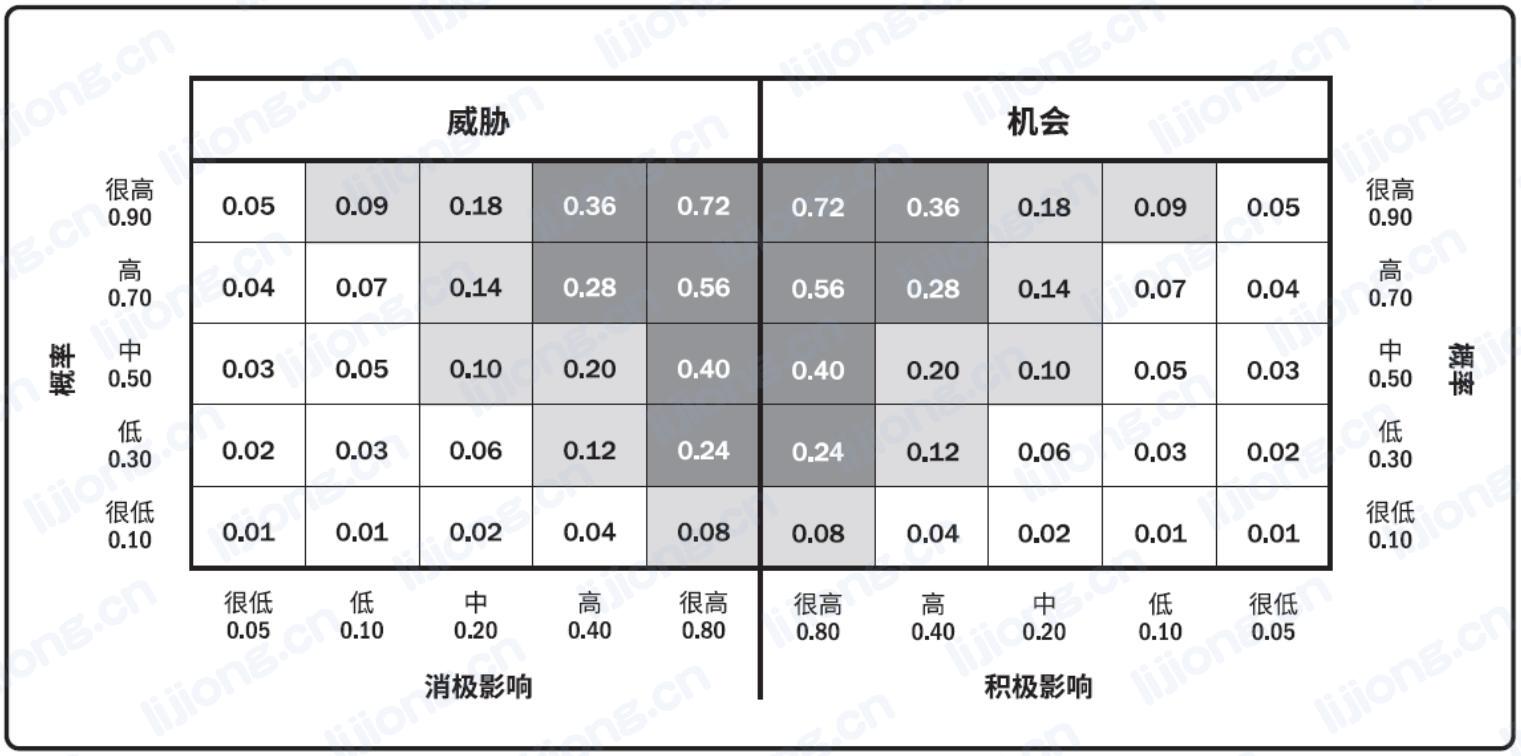 威胁 机会
很高 很高
0.90 0.05 0.09 0.18 0.36 0.72 0.72 0.36 0.18 0.09 0.05 0.90
高 高
0.70 0.04 0.07 0.14 0.28 0.56 0.56 0.28 0.14 0.07 0.04 0.70
概率 中 中 概率
0.50 0.03 0.05 0.10 0.20 0.40 0.40 0.20 0.10 0.05 0.03 0.50
低 低
0.30 0.02 0.03 0.06 0.12 0.24 0.24 0.12 0.06 0.03 0.02 0.30
很低 很低
0.10 0.01 0.01 0.02 0.04 0.08 0.08 0.04 0.02 0.01 0.01 0.10
很低 低 中 高 很高 很高 高 中 低 很低
0.05 0.10 0.20 0.40 0.80 0.80 0.40 0.20 0.10 0.05
消极影响 积极影响
lijiong.cn